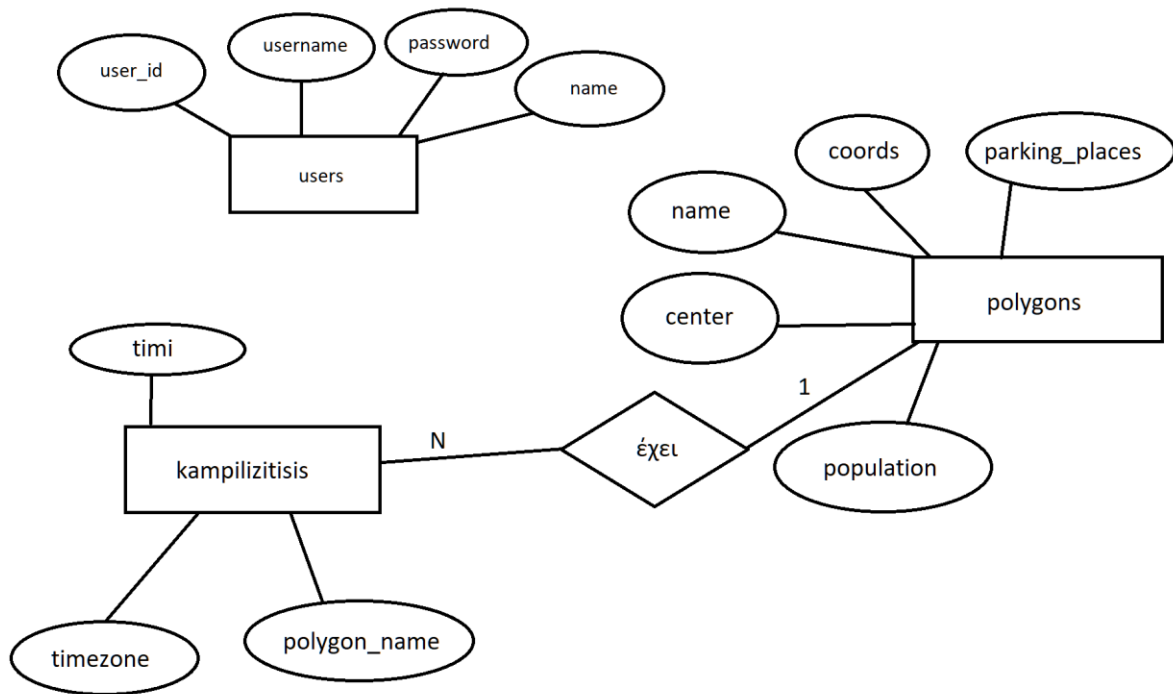 username
password
user_id
name
users
coords
parking_places
name
polygons
center
timi
1
N
έχει
kampilizitisis
population
timezone
polygon_name